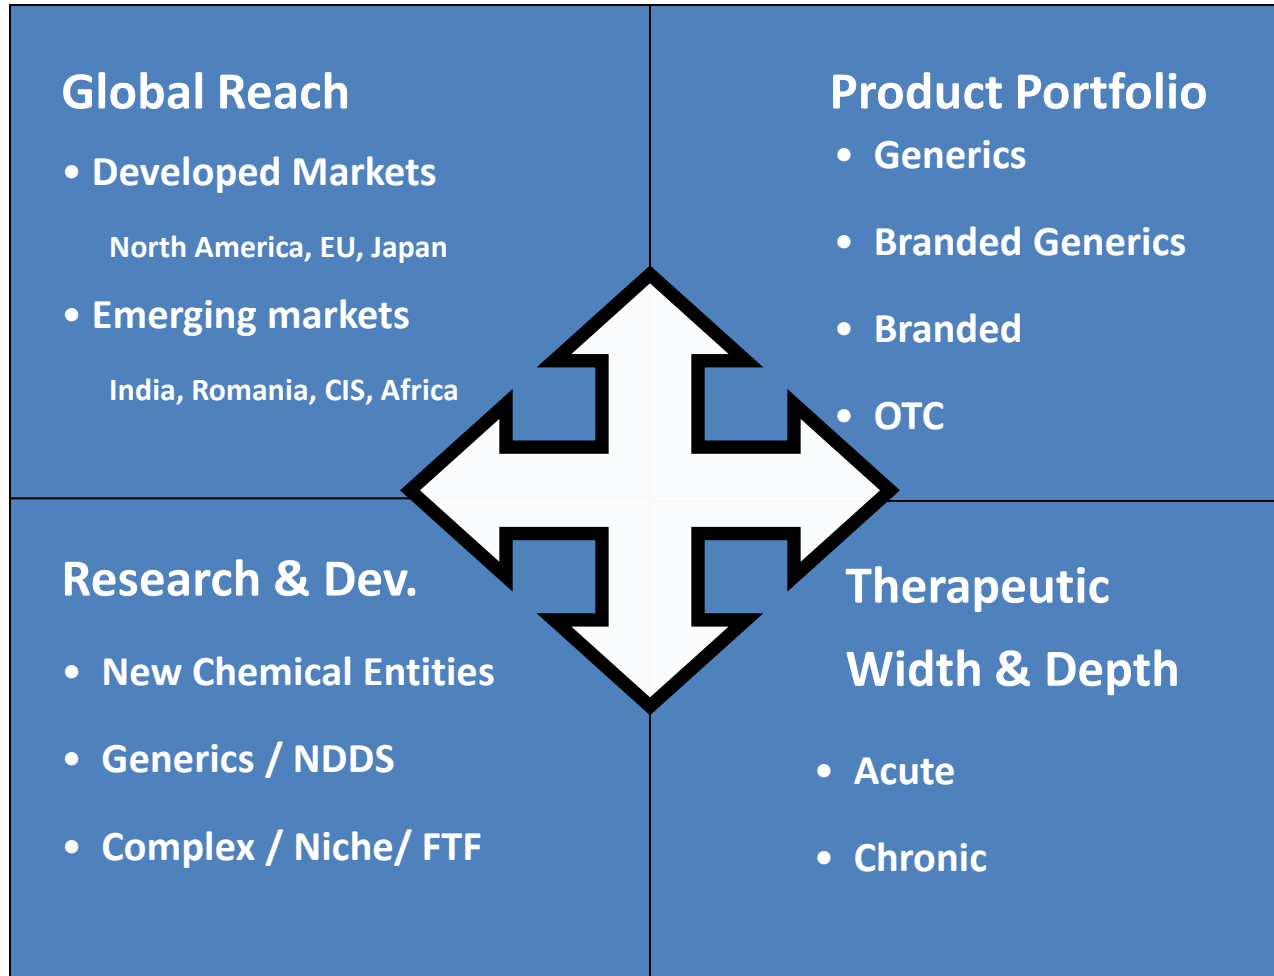 Global Reach
• Developed Markets
North America, EU, Japan
• Emerging markets
India, Romania, CIS, Africa
Product Portfolio
• Generics
• Branded Generics
• Branded
• OTC
Research & Dev.
• New Chemical Entities
• Generics / NDDS
• Complex / Niche/ FTF
Therapeutic
Width & Depth
• Acute
• Chronic